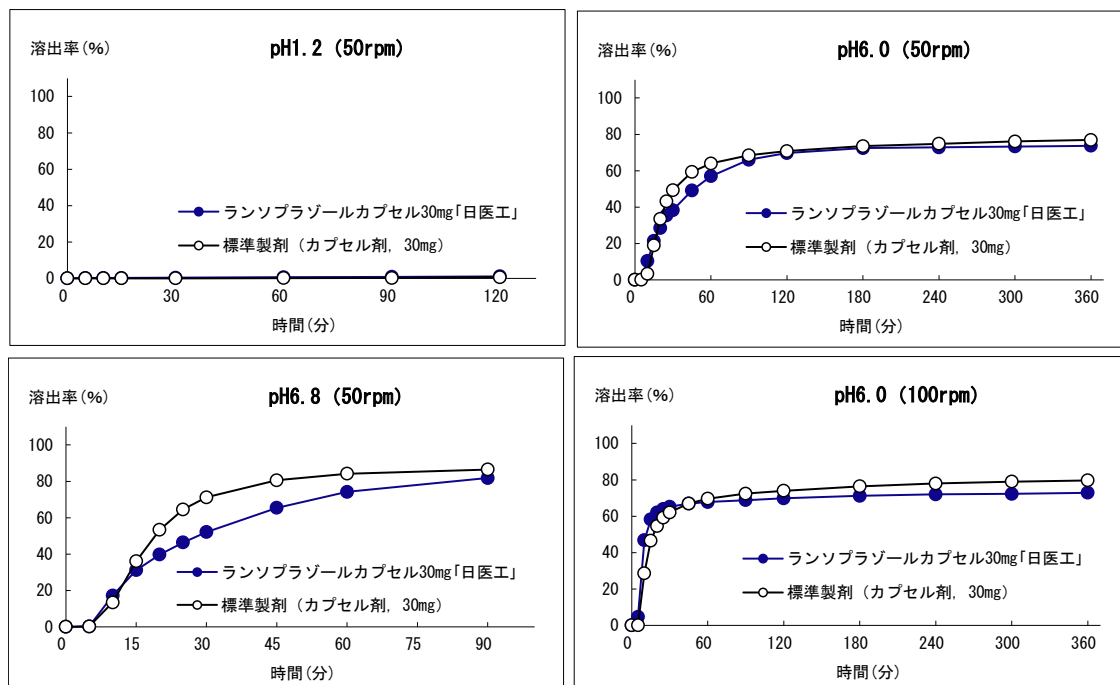 溶出率(%)
pH1.2 (50rpm)
100
80
60
40
20
0
ランソプラゾールカプセル30mg「日医工」
標準製剤（カプセル剤，30mg）
0 30 60 90 120
時間(分)
溶出率(%)
pH6.0 (50rpm)
100
80
60
40
20
0
ランソプラゾールカプセル30mg「日医工」
標準製剤（カプセル剤，30mg）
0 60 120 180 240 300 360
時間(分)
溶出率(%)
pH6.8 (50rpm)
100
80
60
40
20
0
ランソプラゾールカプセル30mg「日医工」
標準製剤（カプセル剤，30mg）
0 15 30 45 60 75 90
時間(分)
溶出率(%)
pH6.0 (100rpm)
100
80
60
40
20
0
ランソプラゾールカプセル30mg「日医工」
標準製剤（カプセル剤，30mg）
0 60 120 180 240 300 360
時間(分)